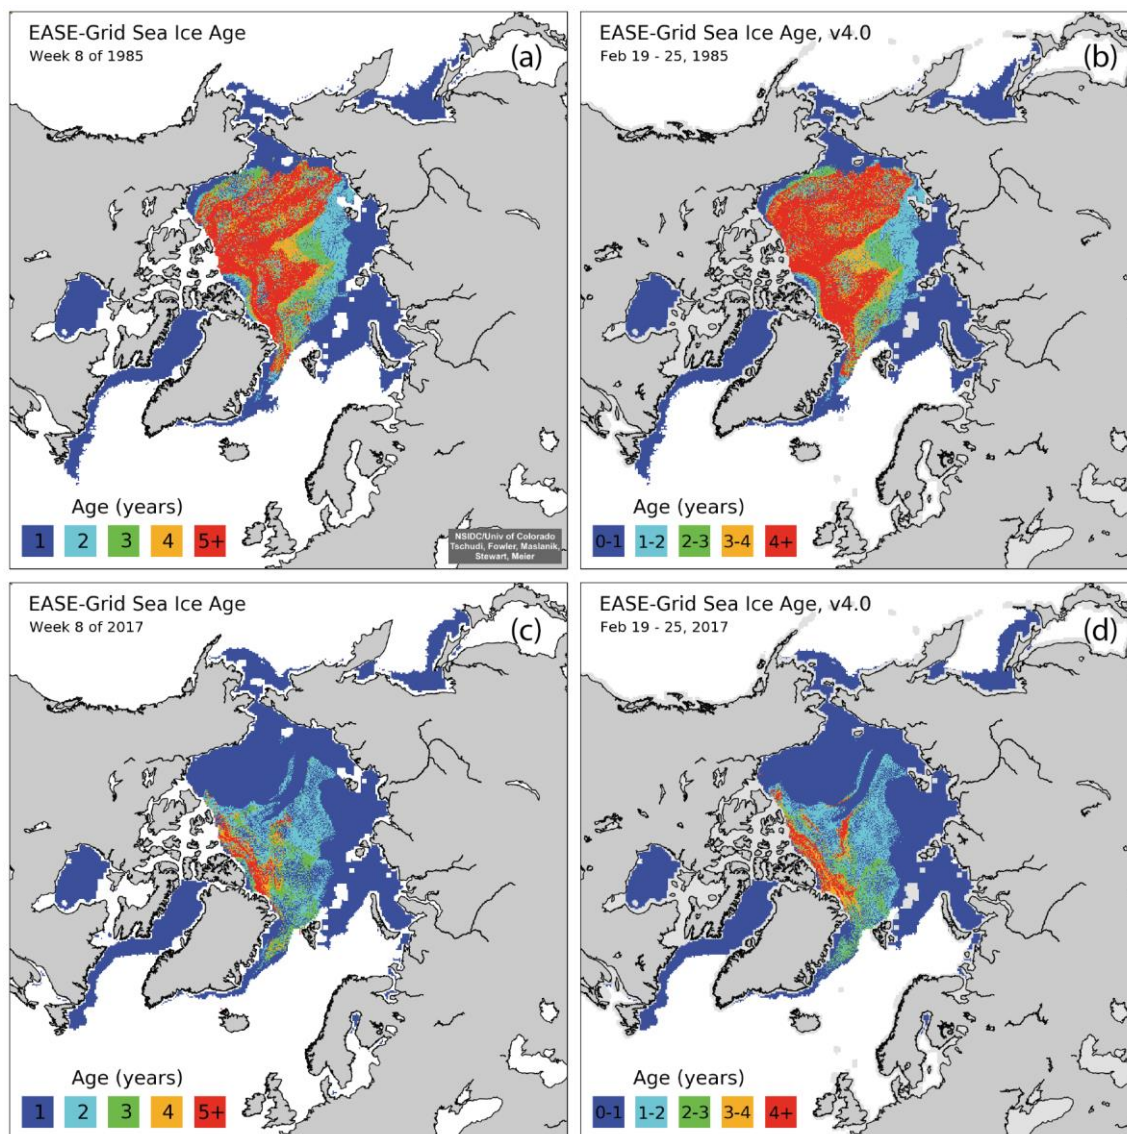 EASE-Grid Sea Ice Age
Week 8 of 1985
(a)
Age (years)
1 2 3 4 5+
NSIDC/Univ of Colorado
Tschudi, Fowler, Maslanik,
Stewart, Meier
EASE-Grid Sea Ice Age, v4.0
Feb 19 - 25, 1985
(b)
Age (years)
0-1 1-2 2-3 3-4 4+
EASE-Grid Sea Ice Age
Week 8 of 2017
(c)
Age (years)
1 2 3 4 5+
EASE-Grid Sea Ice Age, v4.0
Feb 19 - 25, 2017
(d)
Age (years)
0-1 1-2 2-3 3-4 4+